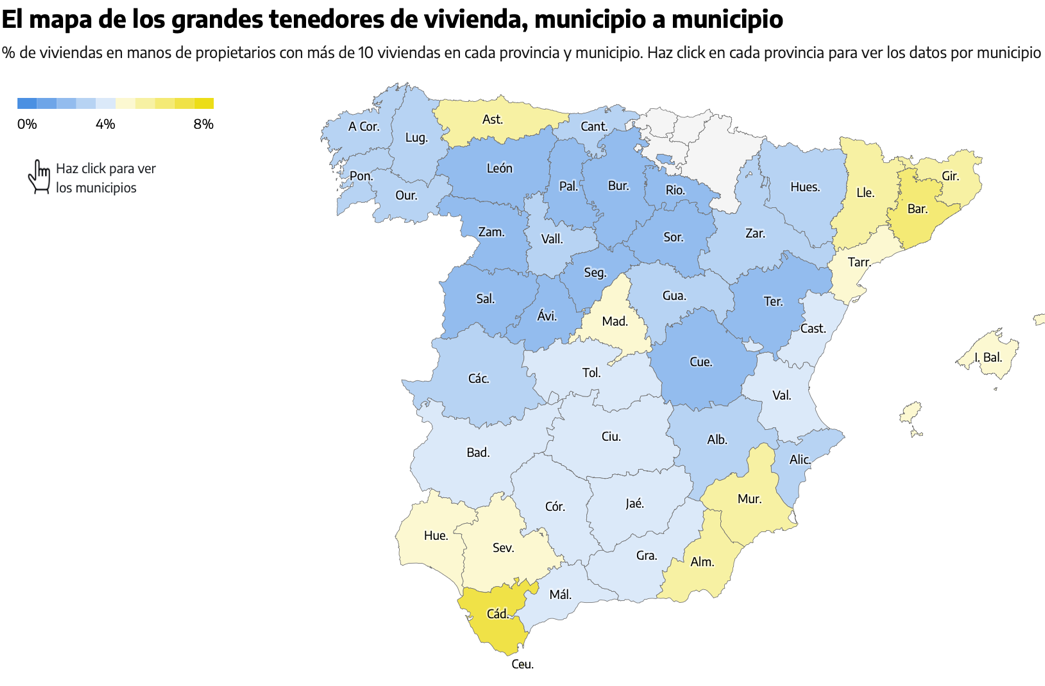 El mapa de los grandes tenedores de vivienda, municipio a municipio
% de viviendas en manos de propietarios con más de 10 viviendas en cada provincia y municipio. Haz click en cada provincia para ver los datos por municipio
0% 4% 8%
Haz click para ver
los municipios
A Cor.
Lug.
Ast.
Cant.
Pon.
Our.
León
Pal.
Bur.
Rio.
Hues.
Lle.
Gir.
Bar.
Zam.
Vall.
Sor.
Zar.
Tarr.
Seg.
Sal.
Ávi.
Mad.
Gua.
Ter.
Cast.
Các.
Tol.
Cue.
I. Bal.
Val.
Bad.
Ciu.
Alb.
Alic.
Cór.
Jaé.
Mur.
Hue.
Sev.
Gra.
Alm.
Cád.
Mál.
Ceu.